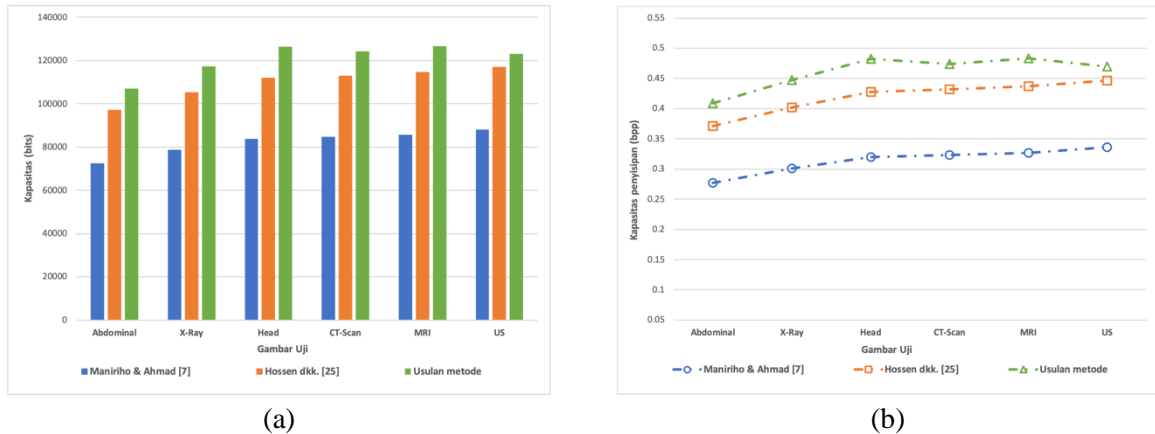 140000
120000
100000
80000
60000
40000
20000
0
Kapasitas (bits)
Abdominal X-Ray Head CT-Scan MRI US
Gambar Uji
Maniriho & Ahmad [7] Hossen dkk. [25] Usulan metode
(a)
0.55
0.5
0.45
0.4
0.35
0.3
0.25
0.2
0.15
0.1
0.05
Kapasitas penyisipan (bpp)
Abdominal X-Ray Head CT-Scan MRI US
Gambar Uji
Maniriho & Ahmad [7] Hossen dkk. [25] Usulan metode
(b)